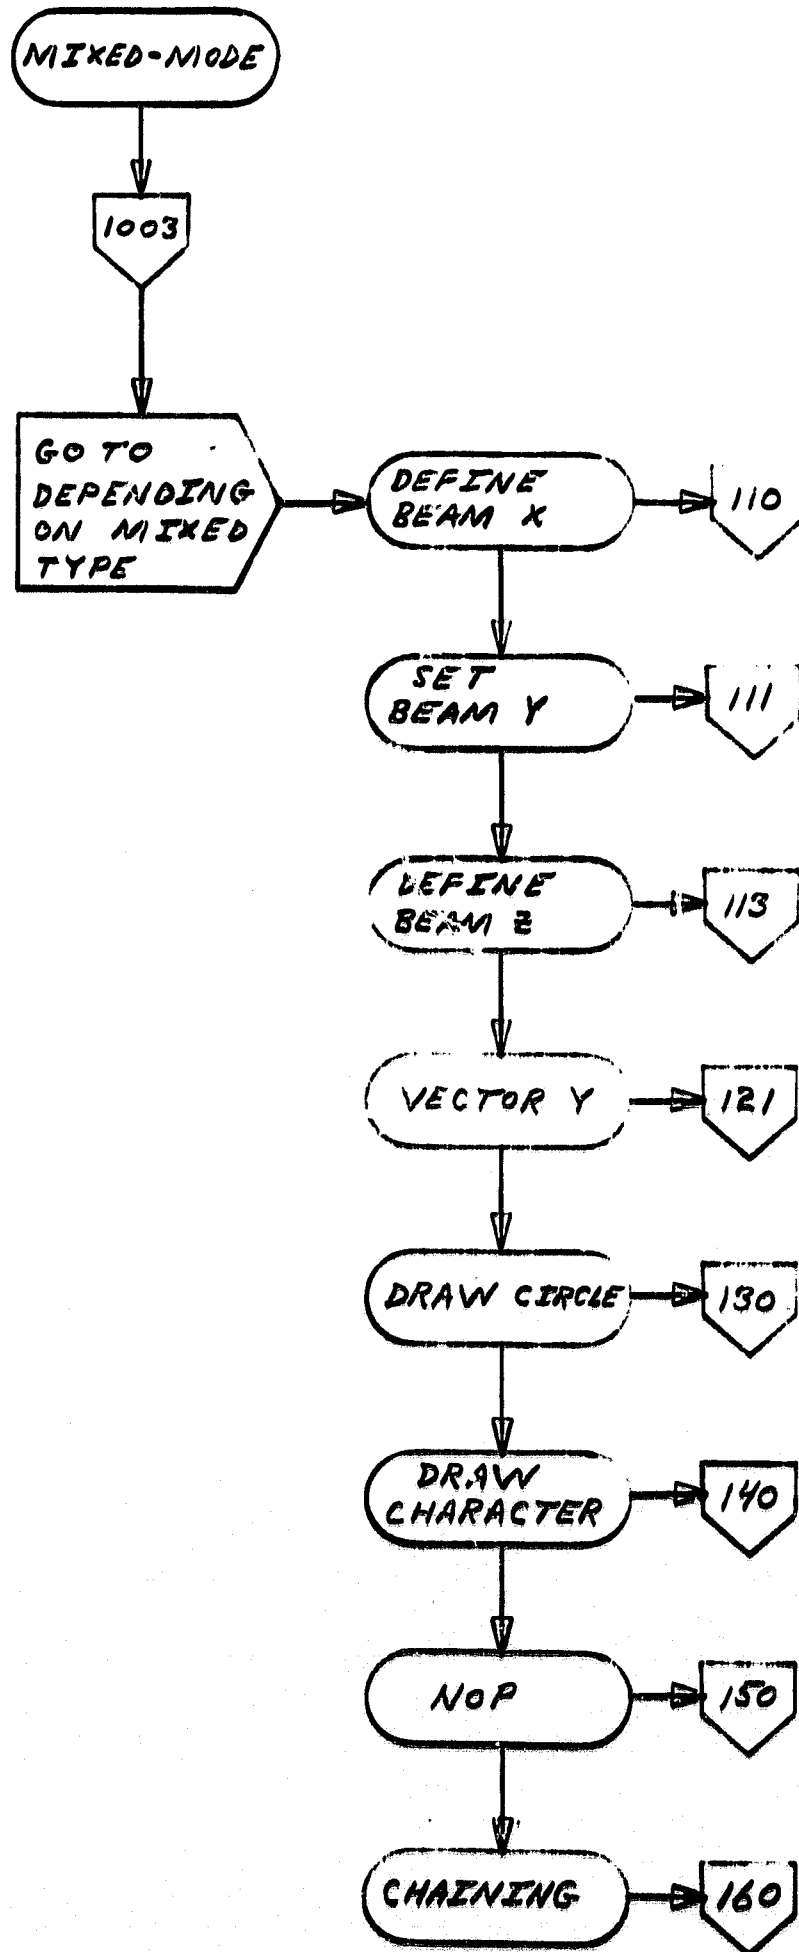 MIXED-MODE
1003
GO TO
DEPENDING
ON MIXED
TYPE
DEFINE
BEAM X
110
SET
BEAM Y
111
DEFINE
BEAM Z
113
VECTOR Y
121
DRAW CIRCLE
130
DRAW
CHARACTER
140
NOP
150
CHAINING
160